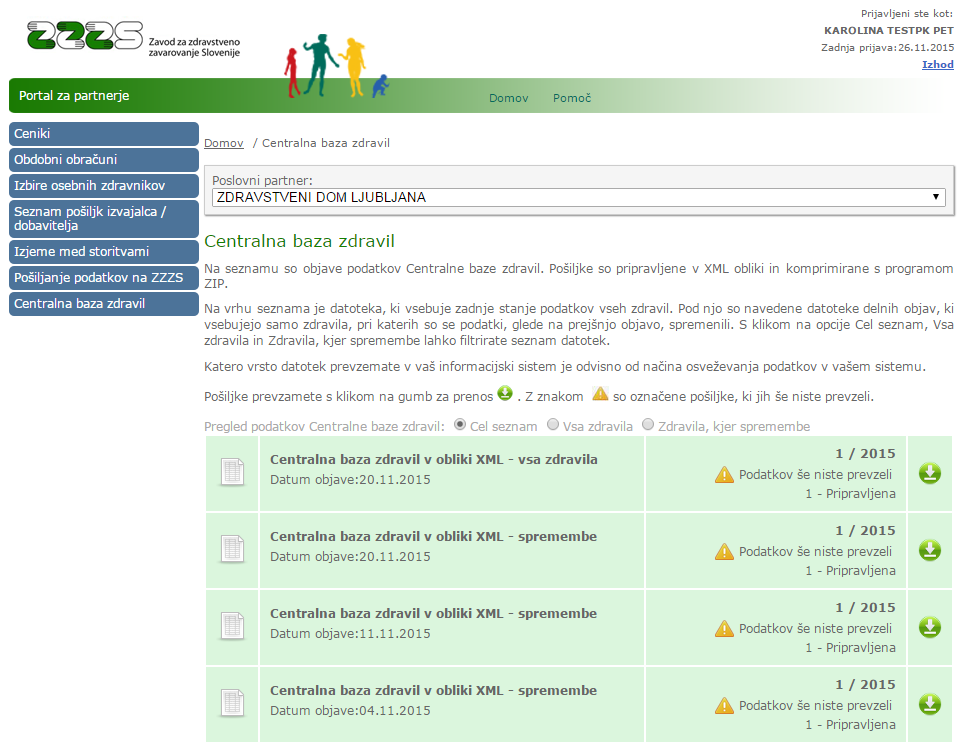 ZZZS
Zavod za zdravstveno
zavarovanje Slovenije
Prijavljeni ste kot:
KAROLINA TESTPK PET
Zadnja prijava:26.11.2015
Izhod
Portal za partnerje
Domov
Pomoč
Ceniki
Obdobni obračuni
Izbire osebnih zdravnikov
Seznam pošiljk izvajalca /
dobavitelja
Izjeme med storitvami
Pošiljanje podatkov na ZZZS
Centralna baza zdravil
Domov / Centralna baza zdravil
Poslovni partner:
ZDRAVSTVENI DOM LJUBLJANA
Centralna baza zdravil
Na seznamu so objave podatkov Centralne baze zdravil. Pošiljke so pripravljene v XML obliki in komprimirane s programom
ZIP.
Na vrhu seznama je datoteka, ki vsebuje zadnje stanje podatkov vseh zdravil. Pod njo so navedene datoteke delnih objav, ki
vsebujejo samo zdravila, pri katerih so se podatki, glede na prejšnjo objavo, spremenili. S klikom na opcije Cel seznam, Vsa
zdravila in Zdravila, kjer spremembe lahko filtrirate seznam datotek.
Katero vrsto datotek prevzemate v vaš informacijski sistem je odvisno od načina osveževanja podatkov v vašem sistemu.
Pošiljke prevzamete s klikom na gumb za prenos . Z znakom so označene pošiljke, ki jih še niste prevzeli.
Pregled podatkov Centralne baze zdravil: Cel seznam Vsa zdravila Zdravila, kjer spremembe
Centralna baza zdravil v obliki XML - vsa zdravila
Datum objave:20.11.2015
1 / 2015
Podatkov še niste prevzeli
1 - Pripravljena
Centralna baza zdravil v obliki XML - spremembe
Datum objave:20.11.2015
1 / 2015
Podatkov še niste prevzeli
1 - Pripravljena
Centralna baza zdravil v obliki XML - spremembe
Datum objave:11.11.2015
1 / 2015
Podatkov še niste prevzeli
1 - Pripravljena
Centralna baza zdravil v obliki XML - spremembe
Datum objave:04.11.2015
1 / 2015
Podatkov še niste prevzeli
1 - Pripravljena